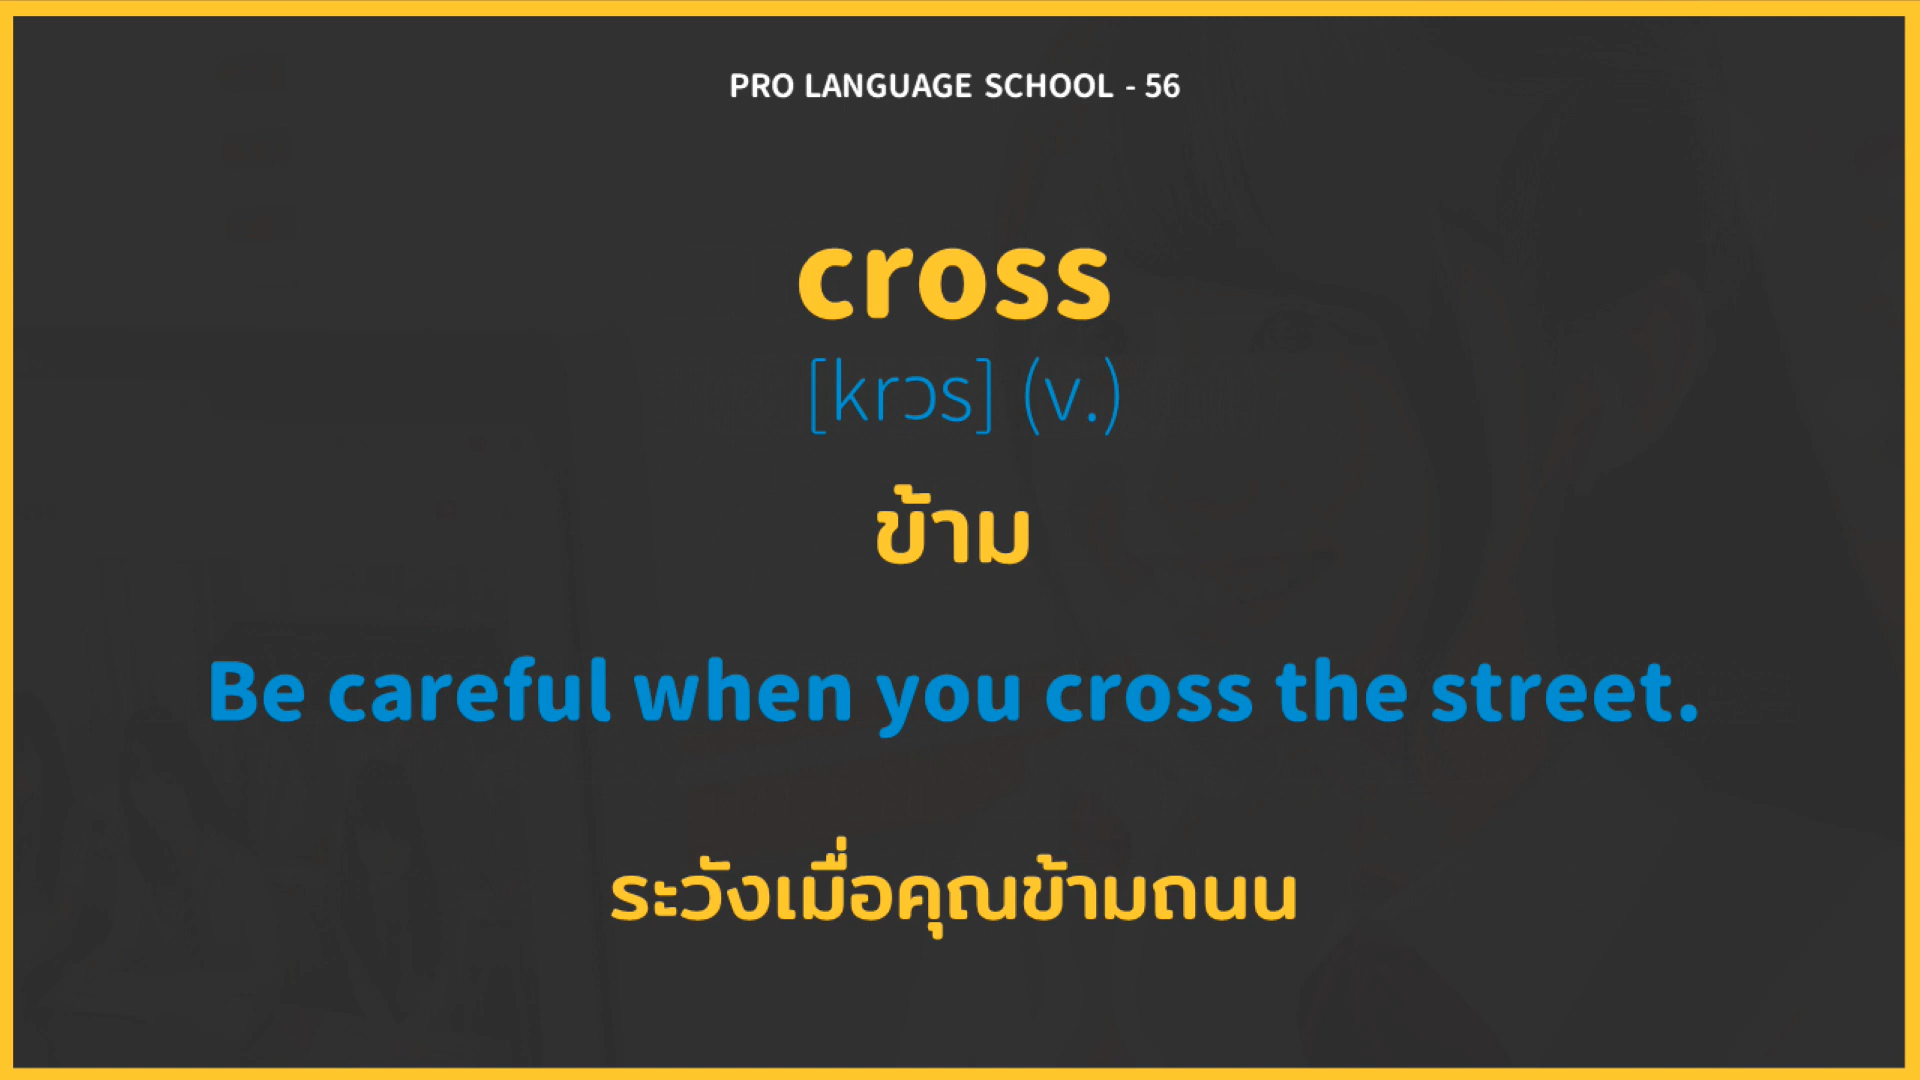 PRO LANGUAGE SCHOOL - 56
cross
[krɔs] (v.)
ข้าม
Be careful when you cross the street.
ระวังเมื่อคุณข้ามถนน